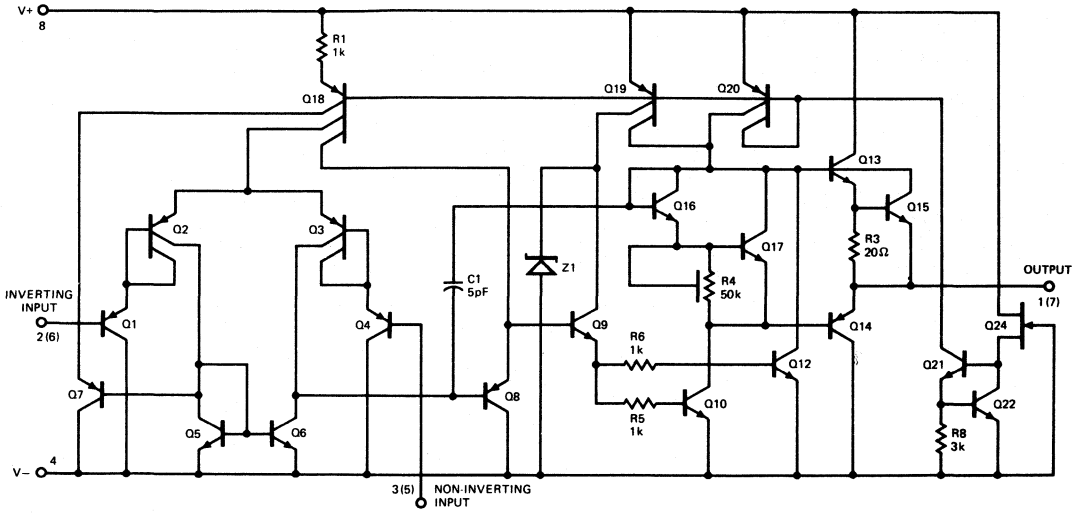 V+
8
R1
1k
Q18
Q19
Q20
Q13
Q15
Q16
Q2
Q3
Q17
R3
20Ω
C1
5pF
Z1
R4
50k
OUTPUT
1(7)
INVERTING
INPUT
2(6)
Q1
Q4
Q9
Q14
Q24
R6
1k
Q12
Q21
Q7
Q8
Q22
Q5
Q6
R5
1k
Q10
R8
3k
V−
4
3(5)
NON-INVERTING
INPUT